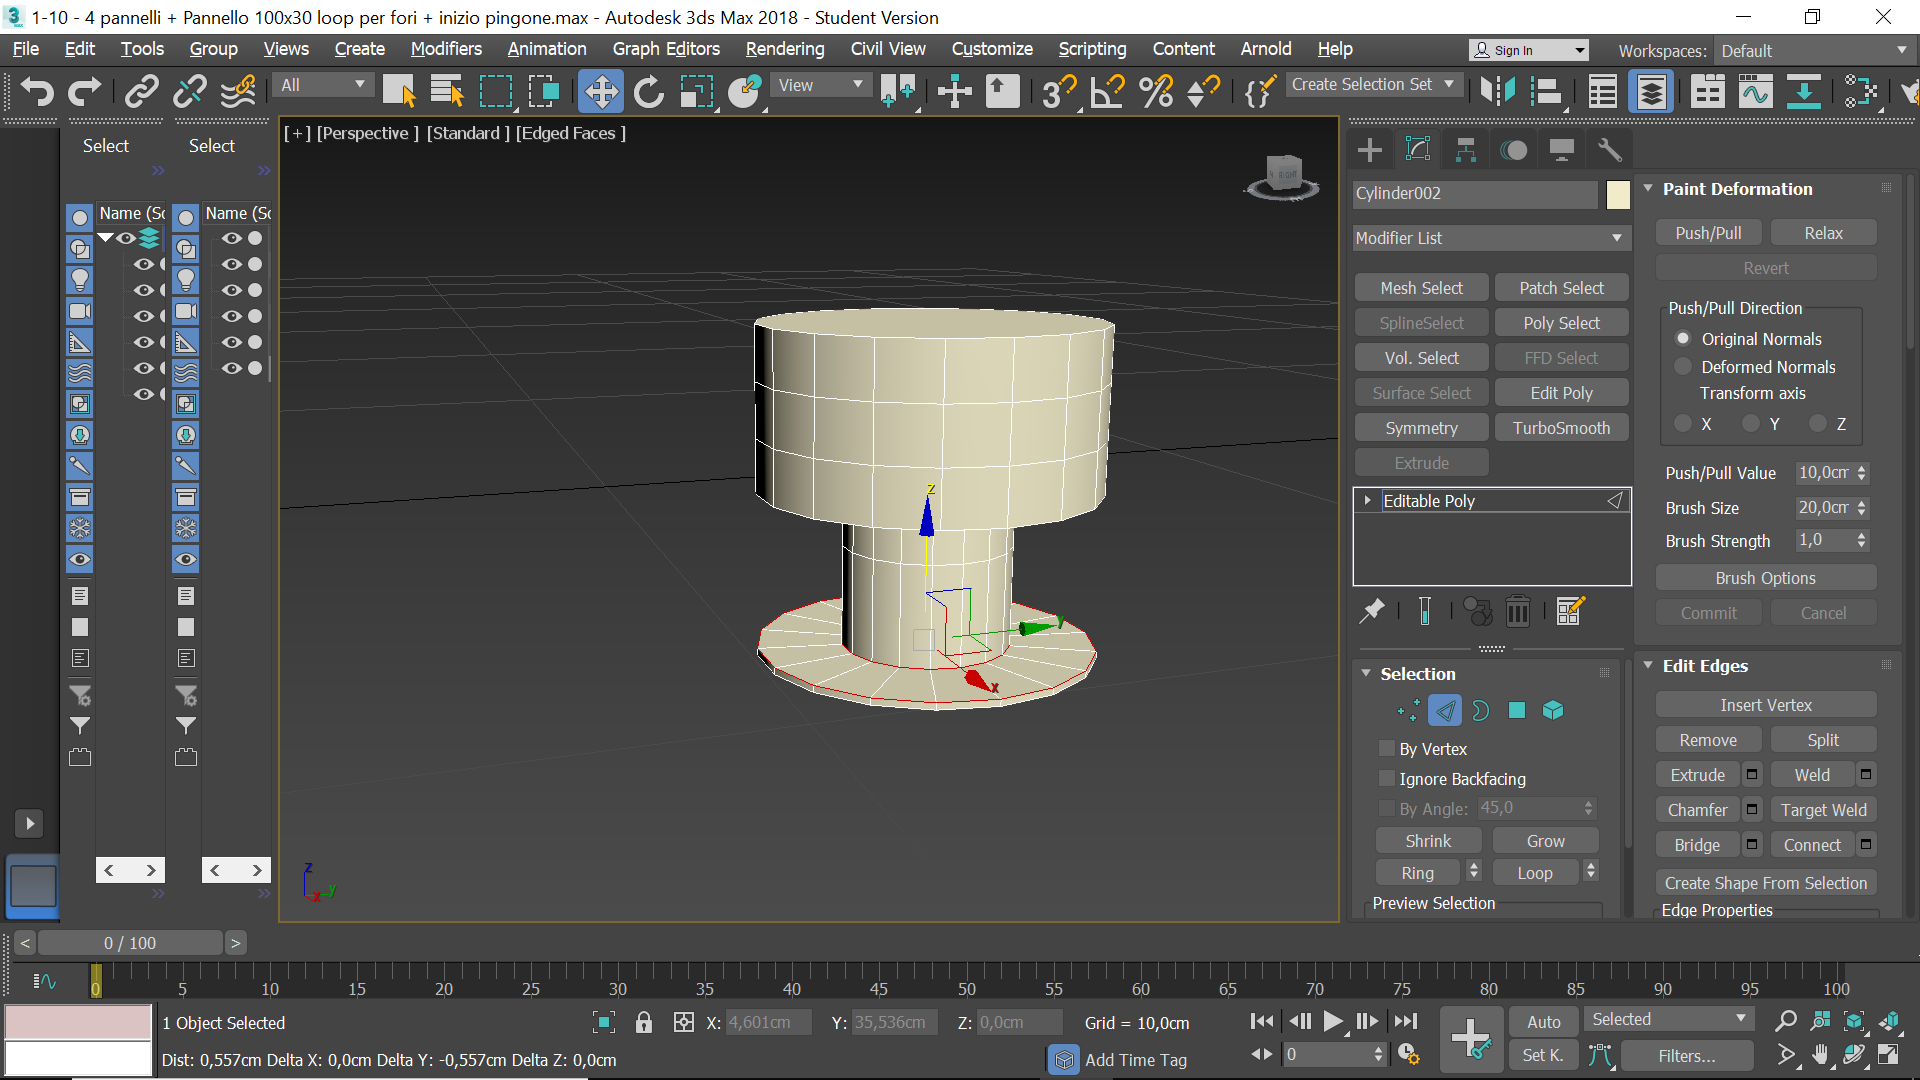 1-10 - 4 pannelli + Pannello 100x30 loop per fori + inizio pingone.max - Autodesk 3ds Max 2018 - Student Version
File Edit Tools Group Views Create Modifiers Animation Graph Editors Rendering Civil View Customize Scripting Content Arnold Help
Sign In
Workspaces: Default
All
View
Create Selection Set
Select
Select
Name (Sc
Name (Sc
[ + ] [Perspective ] [Standard ] [Edged Faces ]
RIGHT
z
y
x
z
x
y
Cylinder002
Modifier List
Mesh Select
Patch Select
SplineSelect
Poly Select
Vol. Select
FFD Select
Surface Select
Edit Poly
Symmetry
TurboSmooth
Extrude
Editable Poly
Selection
By Vertex
Ignore Backfacing
By Angle: 45,0
Shrink
Grow
Ring
Loop
Preview Selection
Paint Deformation
Push/Pull
Relax
Revert
Push/Pull Direction
Original Normals
Deformed Normals
Transform axis
X Y Z
Push/Pull Value 10,0cm
Brush Size 20,0cm
Brush Strength 1,0
Brush Options
Commit
Cancel
Edit Edges
Insert Vertex
Remove
Split
Extrude
Weld
Chamfer
Target Weld
Bridge
Connect
Create Shape From Selection
Edge Properties
< 0 / 100 >
0 5 10 15 20 25 30 35 40 45 50 55 60 65 70 75 80 85 90 95 100
1 Object Selected
X: 4,601cm
Y: 35,536cm
Z: 0,0cm
Grid = 10,0cm
Auto
Selected
Dist: 0,557cm Delta X: 0,0cm Delta Y: -0,557cm Delta Z: 0,0cm
Add Time Tag
0
Set K.
Filters...